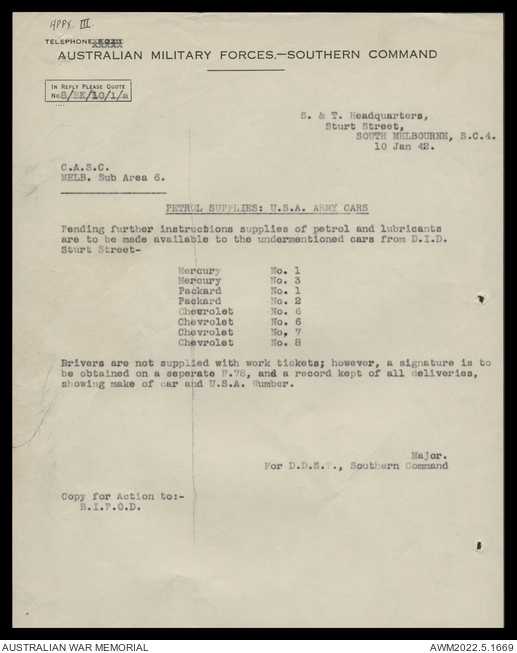 APPX. III.
TELEPHONE
AUSTRALIAN MILITARY FORCES.—SOUTHERN COMMAND
IN REPLY PLEASE QUOTE
No. 8/BK/10/1/a
S. & T. Headquarters,
Sturt Street,
SOUTH MELBOURNE, S.C.4.
10 Jan 42.
C.A.S.C.
MELB. Sub Area 6.
PETROL SUPPLIES: U.S.A. ARMY CARS
Pending further instructions supplies of petrol and lubricants
are to be made available to the undermentioned cars from D.I.D.
Sturt Street-
Mercury No. 1
Mercury No. 3
Packard No. 1
Packard No. 2
Chevrolet No. 6
Chevrolet No. 6
Chevrolet No. 7
Chevrolet No. 8
Drivers are not supplied with work tickets; however, a signature is to
be obtained on a seperate F.78, and a record kept of all deliveries,
showing make of car and U.S.A. Number.
Major.
For D.D.S.T., Southern Command
Copy for Action to:-
B.I.P.O.D.
AUSTRALIAN WAR MEMORIAL
AWM2022.5.1669